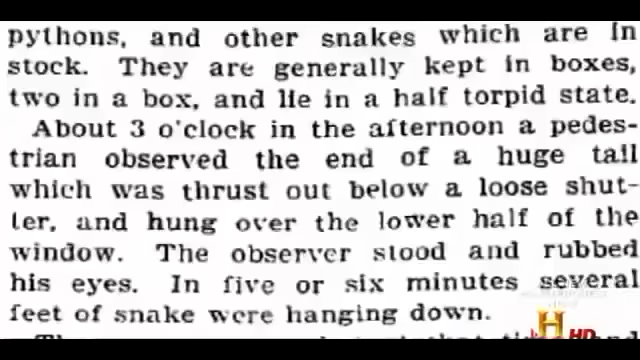 pythons, and other snakes which are in
stock. They are generally kept in boxes,
two in a box, and lie in a half torpid state.
About 3 o'clock in the afternoon a pedes-
trian observed the end of a huge tail
which was thrust out below a loose shut-
ter, and hung over the lower half of the
window. The observer stood and rubbed
his eyes. In five or six minutes several
feet of snake were hanging down.
H HD